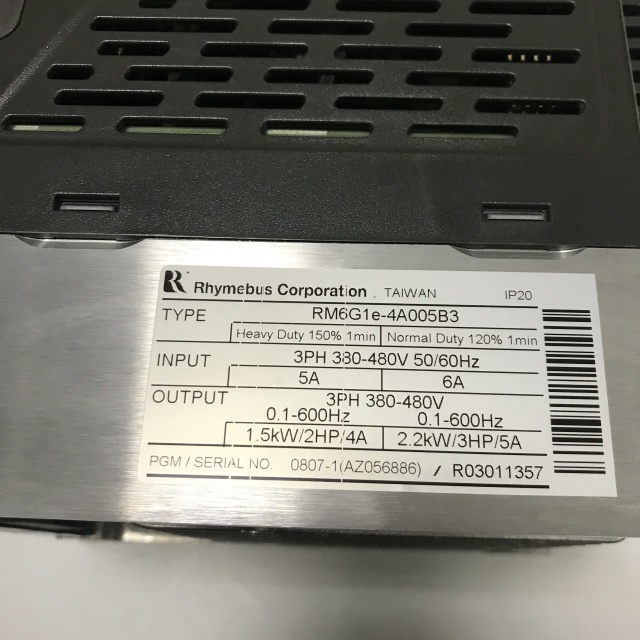 R Rhymebus Corporation . TAIWAN IP20
TYPE RM6G1e-4A005B3
Heavy Duty 150% 1min Normal Duty 120% 1min
INPUT 3PH 380-480V 50/60Hz
5A 6A
OUTPUT 3PH 380-480V
0.1-600Hz 0.1-600Hz
1.5kW/2HP/4A 2.2kW/3HP/5A
PGM / SERIAL NO. 0807-1(AZ056886) / R03011357